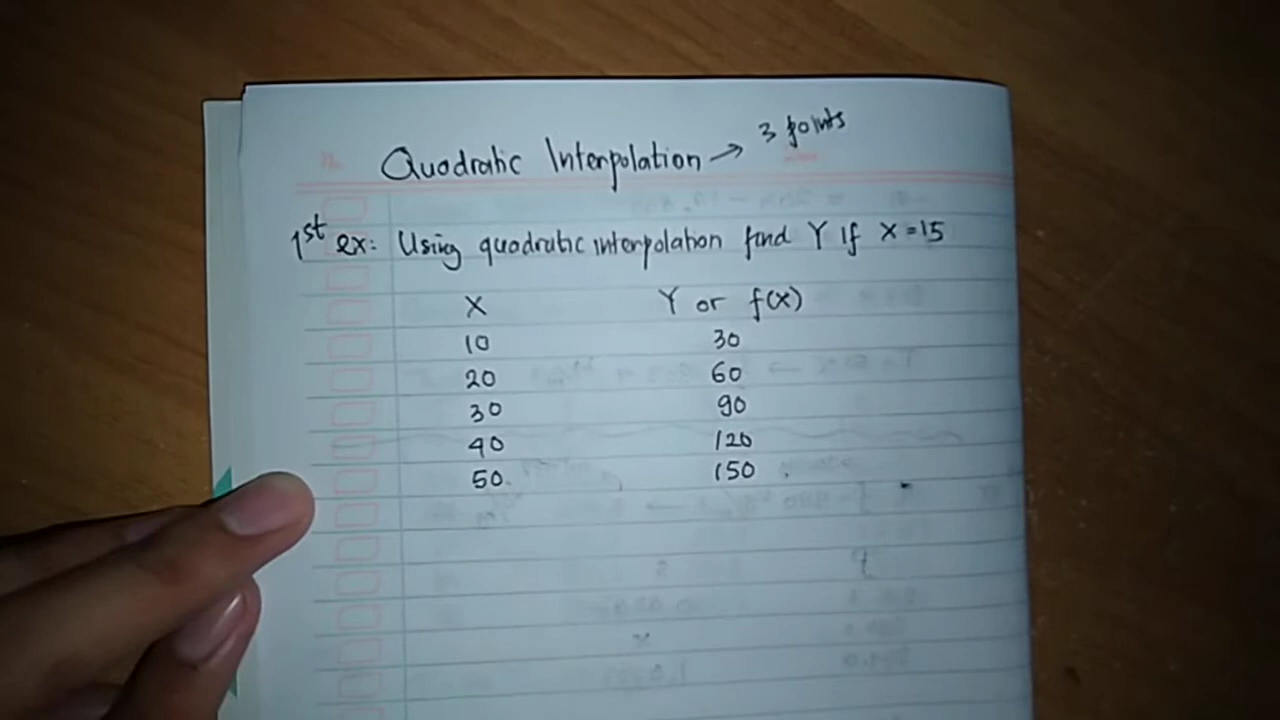 Quadratic Interpolation → 3 points
1st ex: Using quadratic interpolation find Y if X=15
X Y or f(x)
10 30
20 60
30 90
40 120
50 150